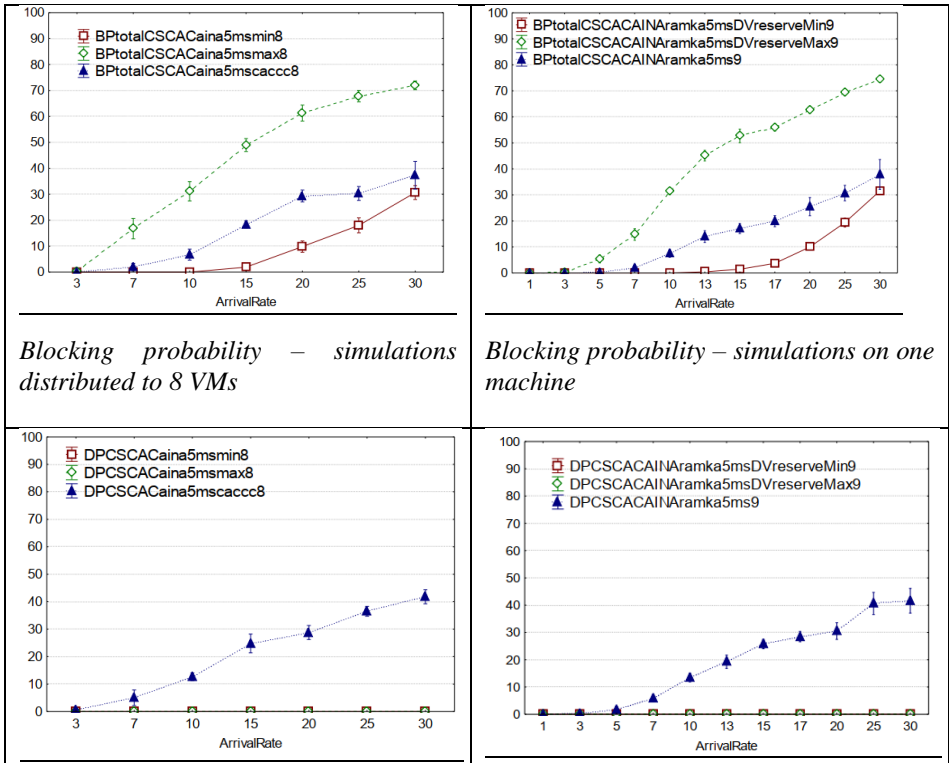 100
90
80
70
60
50
40
30
20
10
0
BPtotalCSCACaina5msmin8
BPtotalCSCACaina5msmax8
BPtotalCSCACaina5mscaccc8
3 7 10 15 20 25 30
ArrivalRate
Blocking probability – simulations
distributed to 8 VMs
100
90
80
70
60
50
40
30
20
10
0
BPtotalCSCACAINAramka5msDVreserveMin9
BPtotalCSCACAINAramka5msDVreserveMax9
BPtotalCSCACAINAramka5ms9
1 3 5 7 10 13 15 17 20 25 30
ArrivalRate
Blocking probability – simulations on one
machine
100
90
80
70
60
50
40
30
20
10
0
DPCSCACaina5msmin8
DPCSCACaina5msmax8
DPCSCACaina5mscaccc8
3 7 10 15 20 25 30
ArrivalRate
100
90
80
70
60
50
40
30
20
10
0
DPCSCACAINAramka5msDVreserveMin9
DPCSCACAINAramka5msDVreserveMax9
DPCSCACAINAramka5ms9
1 3 5 7 10 13 15 17 20 25 30
ArrivalRate